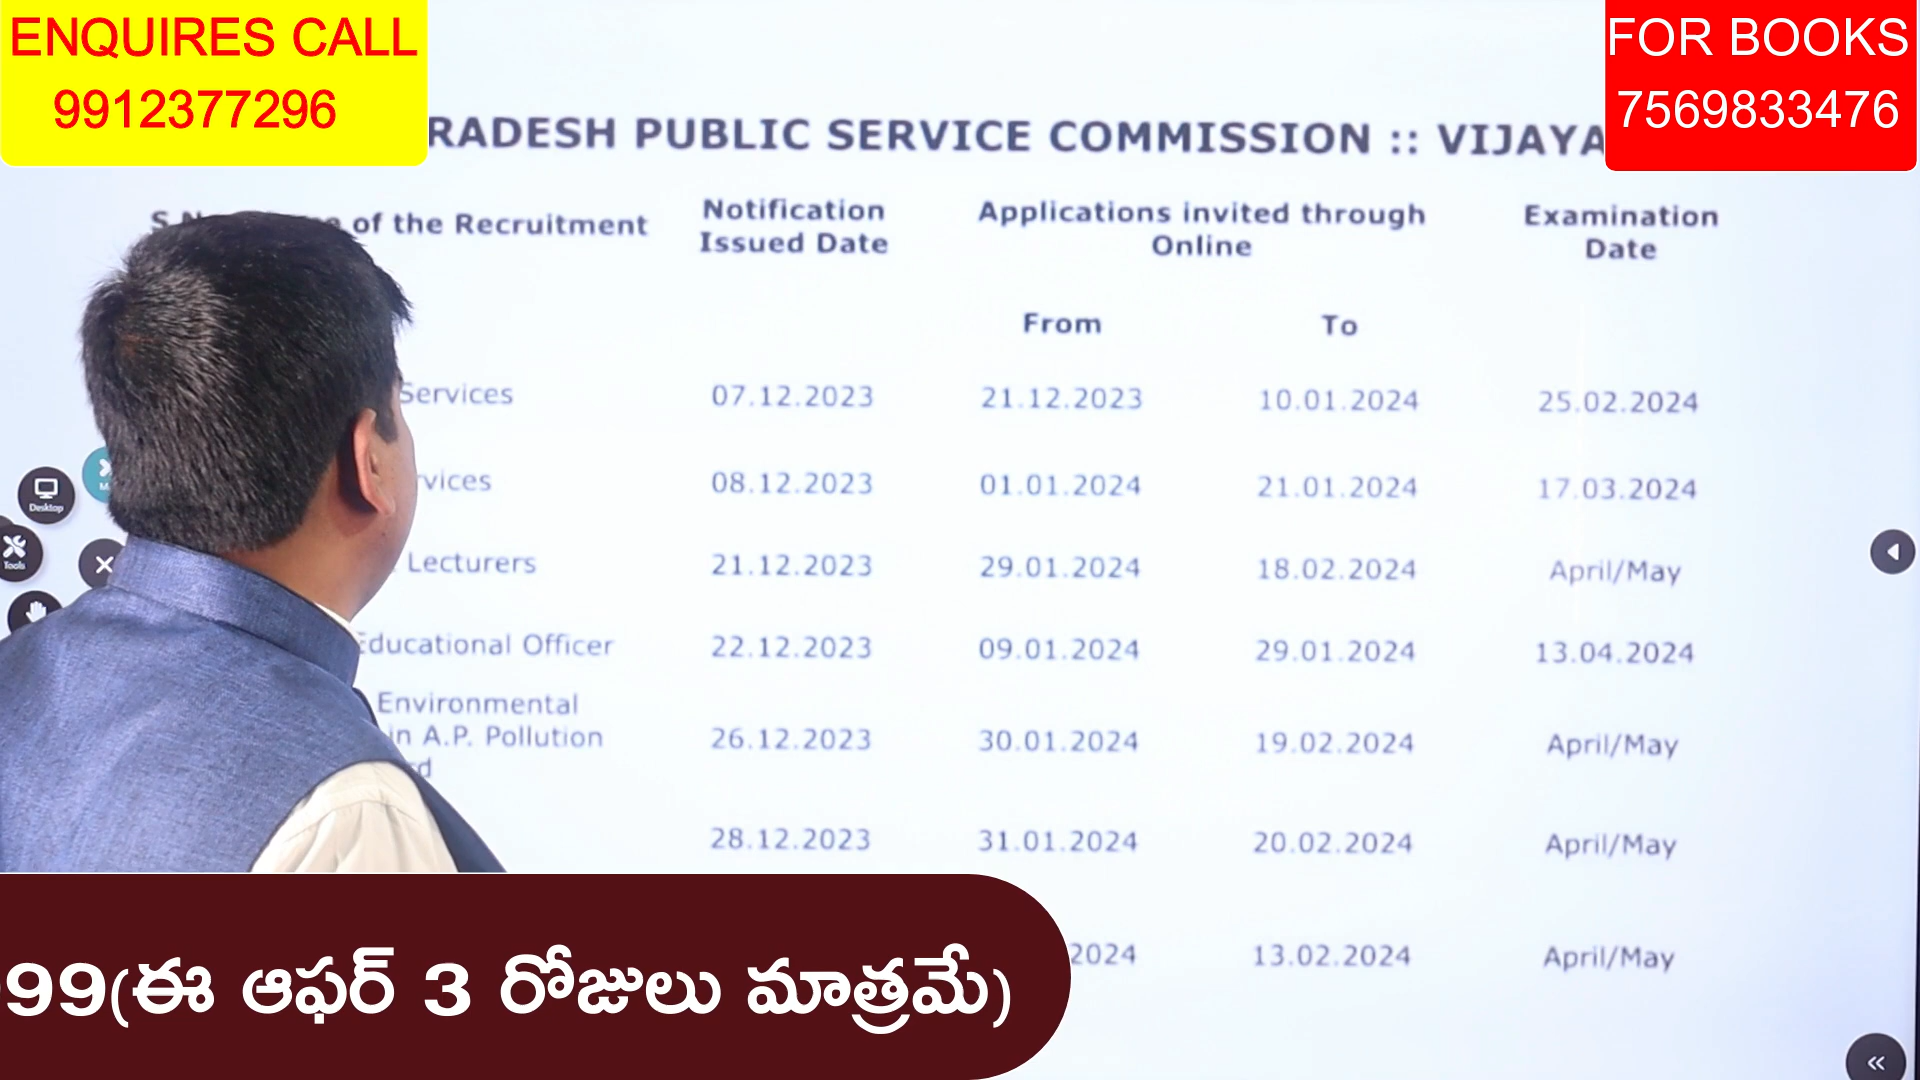 ENQUIRES CALL
9912377296
FOR BOOKS
7569833476
RADESH PUBLIC SERVICE COMMISSION :: VIJAYA
of the Recruitment
Notification
Issued Date
Applications invited through
Online
Examination
Date
From To
Services 07.12.2023 21.12.2023 10.01.2024 25.02.2024
rvices 08.12.2023 01.01.2024 21.01.2024 17.03.2024
Lecturers 21.12.2023 29.01.2024 18.02.2024 April/May
Educational Officer 22.12.2023 09.01.2024 29.01.2024 13.04.2024
Environmental
in A.P. Pollution 26.12.2023 30.01.2024 19.02.2024 April/May
rd
28.12.2023 31.01.2024 20.02.2024 April/May
2024 13.02.2024 April/May
Desktop
Tools
99(ఈ ఆఫర్ 3 రోజులు మాత్రమే)